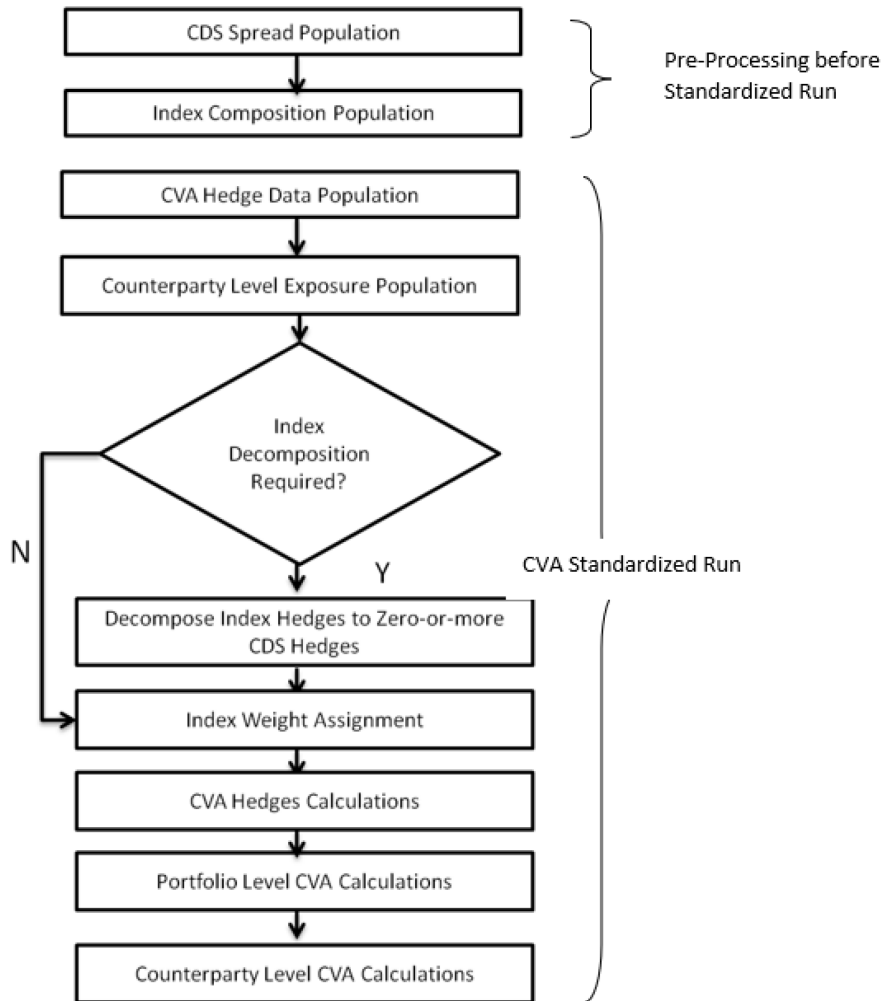 CDS Spread Population
Index Composition Population
Pre-Processing before
Standardized Run
CVA Hedge Data Population
Counterparty Level Exposure Population
Index
Decomposition
Required?
N
Y
CVA Standardized Run
Decompose Index Hedges to Zero-or-more
CDS Hedges
Index Weight Assignment
CVA Hedges Calculations
Portfolio Level CVA Calculations
Counterparty Level CVA Calculations